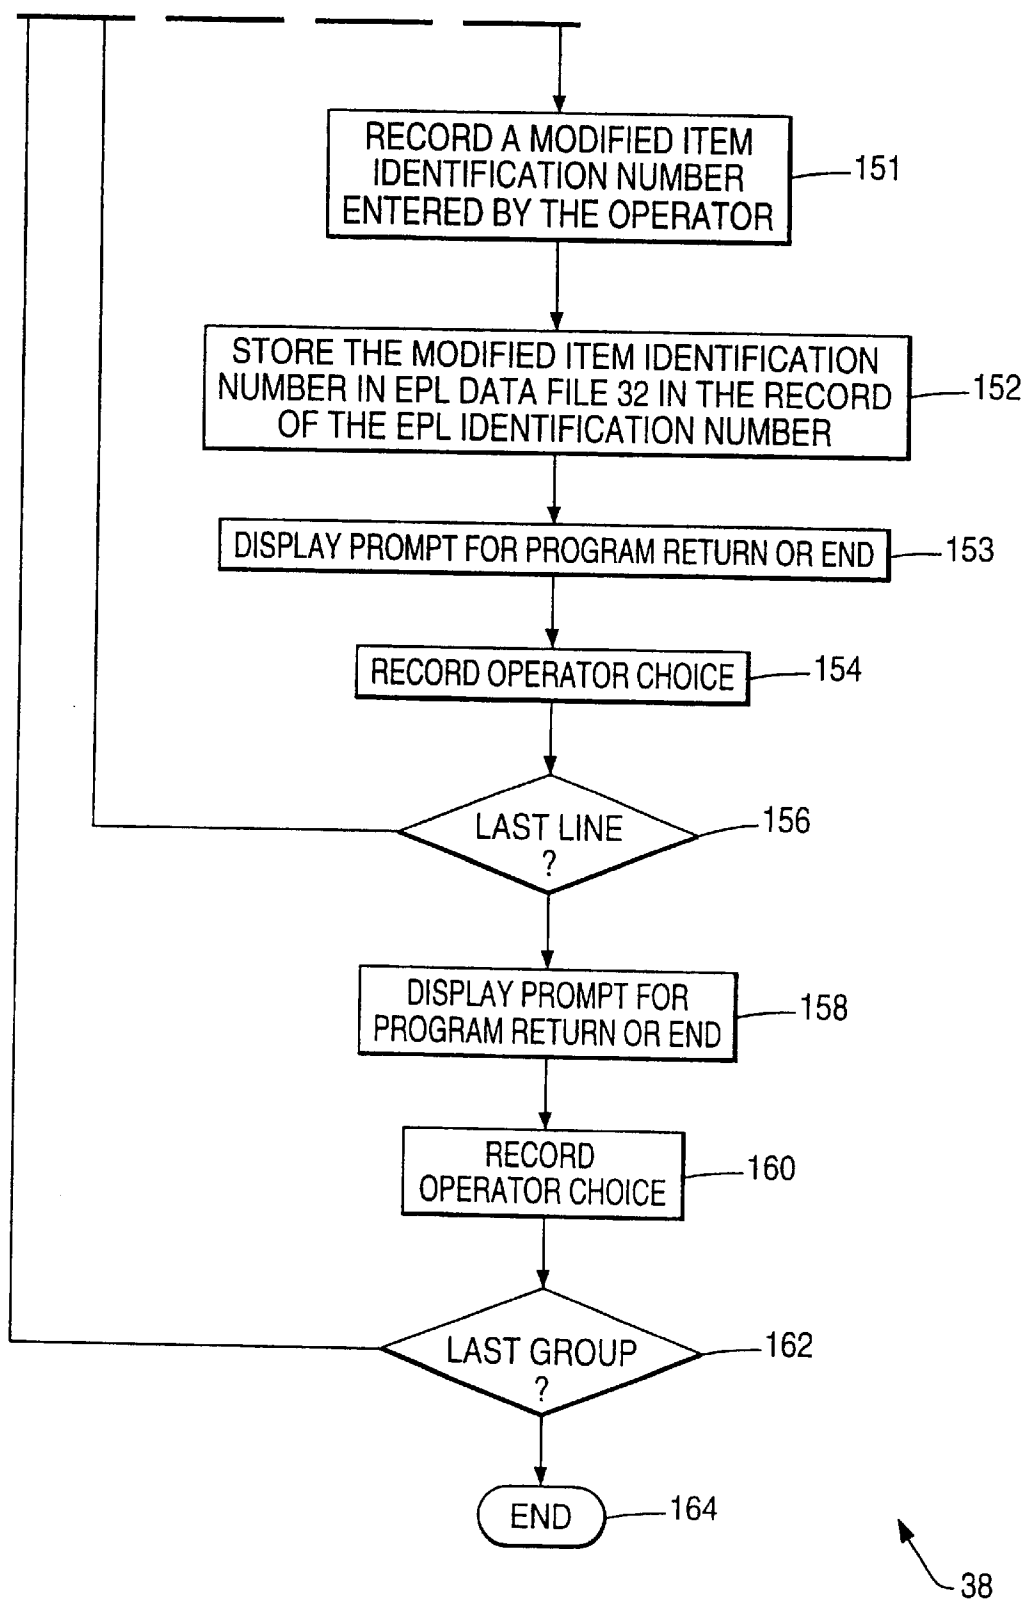 RECORD A MODIFIED ITEM
IDENTIFICATION NUMBER
ENTERED BY THE OPERATOR
151
STORE THE MODIFIED ITEM IDENTIFICATION
NUMBER IN EPL DATA FILE 32 IN THE RECORD
OF THE EPL IDENTIFICATION NUMBER
152
DISPLAY PROMPT FOR PROGRAM RETURN OR END
153
RECORD OPERATOR CHOICE
154
LAST LINE
?
156
DISPLAY PROMPT FOR
PROGRAM RETURN OR END
158
RECORD
OPERATOR CHOICE
160
LAST GROUP
?
162
END
164
38